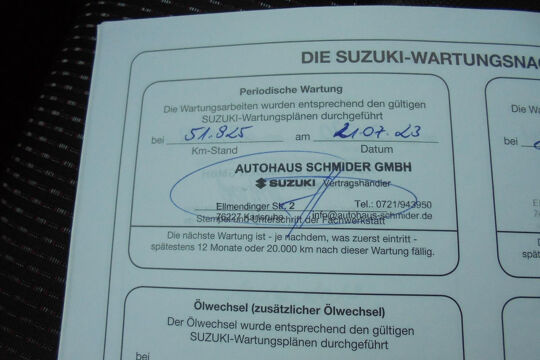 DIE SUZUKI-WARTUNGSNA
Periodische Wartung
Die Wartungsarbeiten wurden entsprechend den gültigen
SUZUKI-Wartungsplänen durchgeführt
bei 51.825 am 21.07.23
Km-Stand Datum
AUTOHAUS SCHMIDER GMBH
SUZUKI Vertragshändler
Ellmendinger Str. 2 Tel.: 0721/943950
76227 Karlsruhe info@autohaus-schmider.de
Stempel und Unterschrift der Fachwerkstatt
Die nächste Wartung ist - je nachdem, was zuerst eintritt -
spätestens 12 Monate oder 20.000 km nach dieser Wartung fällig.
Die Wa
bei
Ölwechsel (zusätzlicher Ölwechsel)
Der Ölwechsel wurde entsprechend den gültigen
SUZUKI-Wartungsplänen durchgeführt
bei